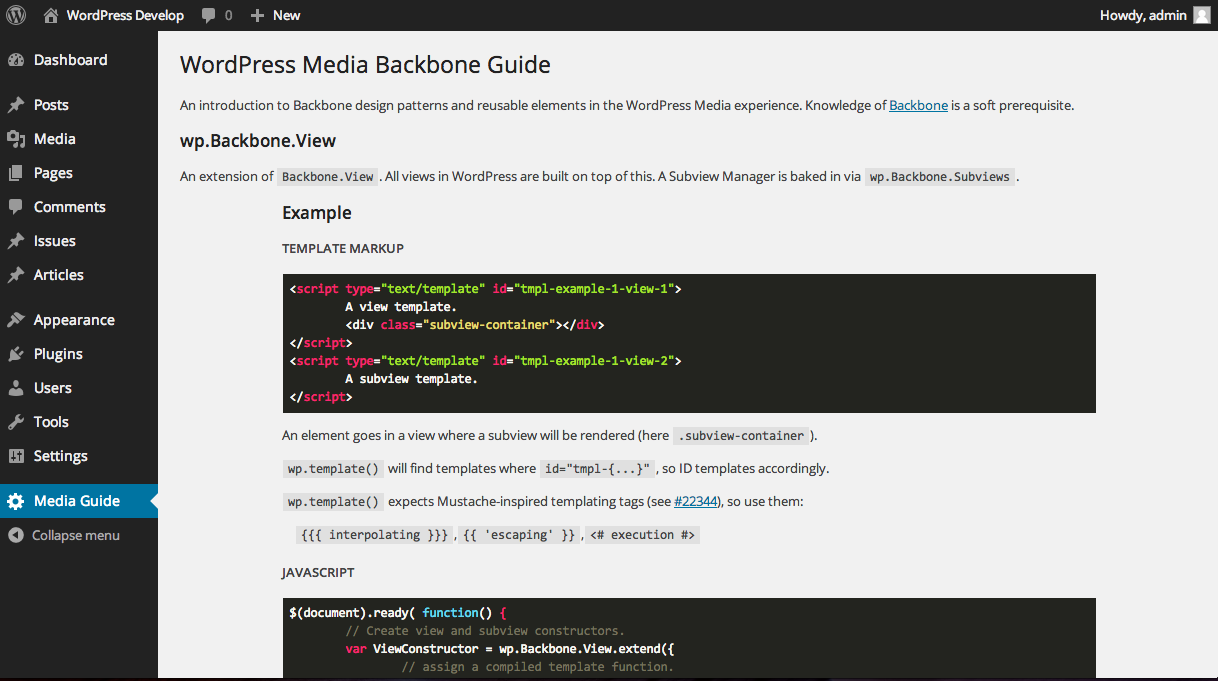 WordPress Develop 0 New Howdy, admin
Dashboard
Posts
Media
Pages
Comments
Issues
Articles
Appearance
Plugins
Users
Tools
Settings
Media Guide
Collapse menu
WordPress Media Backbone Guide
An introduction to Backbone design patterns and reusable elements in the WordPress Media experience. Knowledge of Backbone is a soft prerequisite.
wp.Backbone.View
An extension of Backbone.View . All views in WordPress are built on top of this. A Subview Manager is baked in via wp.Backbone.Subviews .
Example
TEMPLATE MARKUP
<script type="text/template" id="tmpl-example-1-view-1">
A view template.
<div class="subview-container"></div>
</script>
<script type="text/template" id="tmpl-example-1-view-2">
A subview template.
</script>
An element goes in a view where a subview will be rendered (here .subview-container ).
wp.template() will find templates where id="tmpl-{...}" , so ID templates accordingly.
wp.template() expects Mustache-inspired templating tags (see #22344), so use them:
{{{ interpolating }}} , {{ 'escaping' }} , <# execution #>
JAVASCRIPT
$(document).ready( function() {
// Create view and subview constructors.
var ViewConstructor = wp.Backbone.View.extend({
// assign a compiled template function.